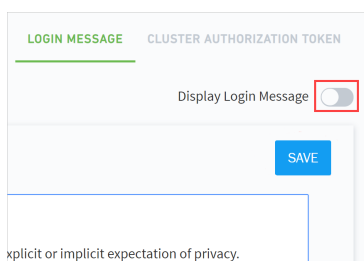 LOGIN MESSAGE CLUSTER AUTHORIZATION TOKEN
Display Login Message
SAVE
xplicit or implicit expectation of privacy.